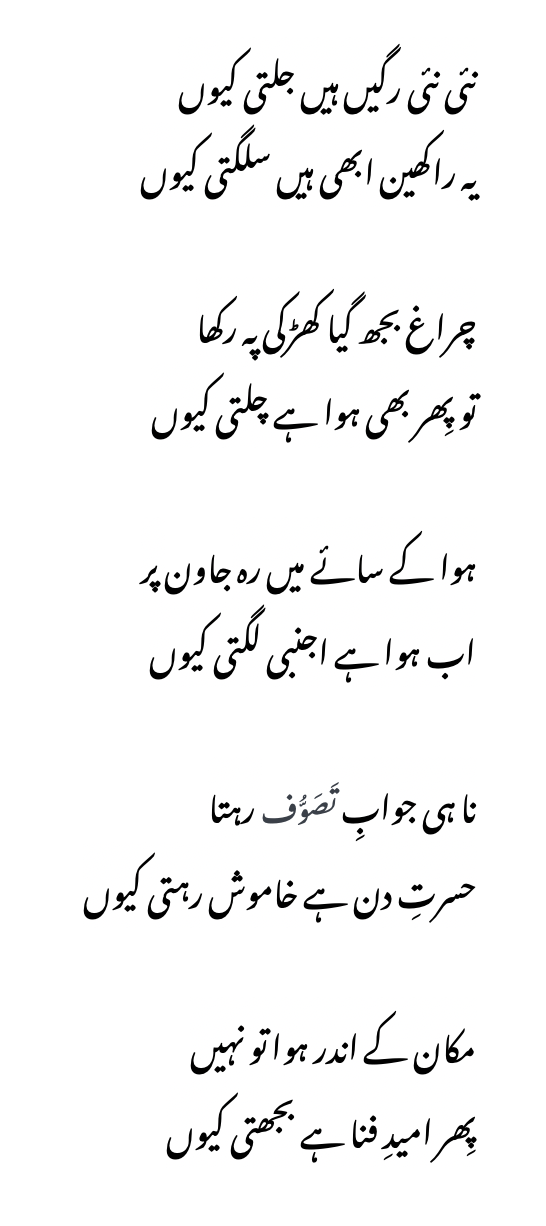 نئی نئی رگیں ہیں جلتی کیوں
یہ راکھین ابھی ہیں سلگتی کیوں
چراغ بجھ گیا کھڑکی پہ رکھا
تو پِھر بھی ہوا ہے چلتی کیوں
ہوا کے سائے میں رہ جاون پر
اب ہوا ہے اجنبی لگتی کیوں
نا ہی جوابِ تَصَوُّف رہتا
حسرتِ دن ہے خاموش رہتی کیوں
مکان کے اندر ہوا تو نہیں
پِھر امیدِ فنا ہے بجھتی کیوں